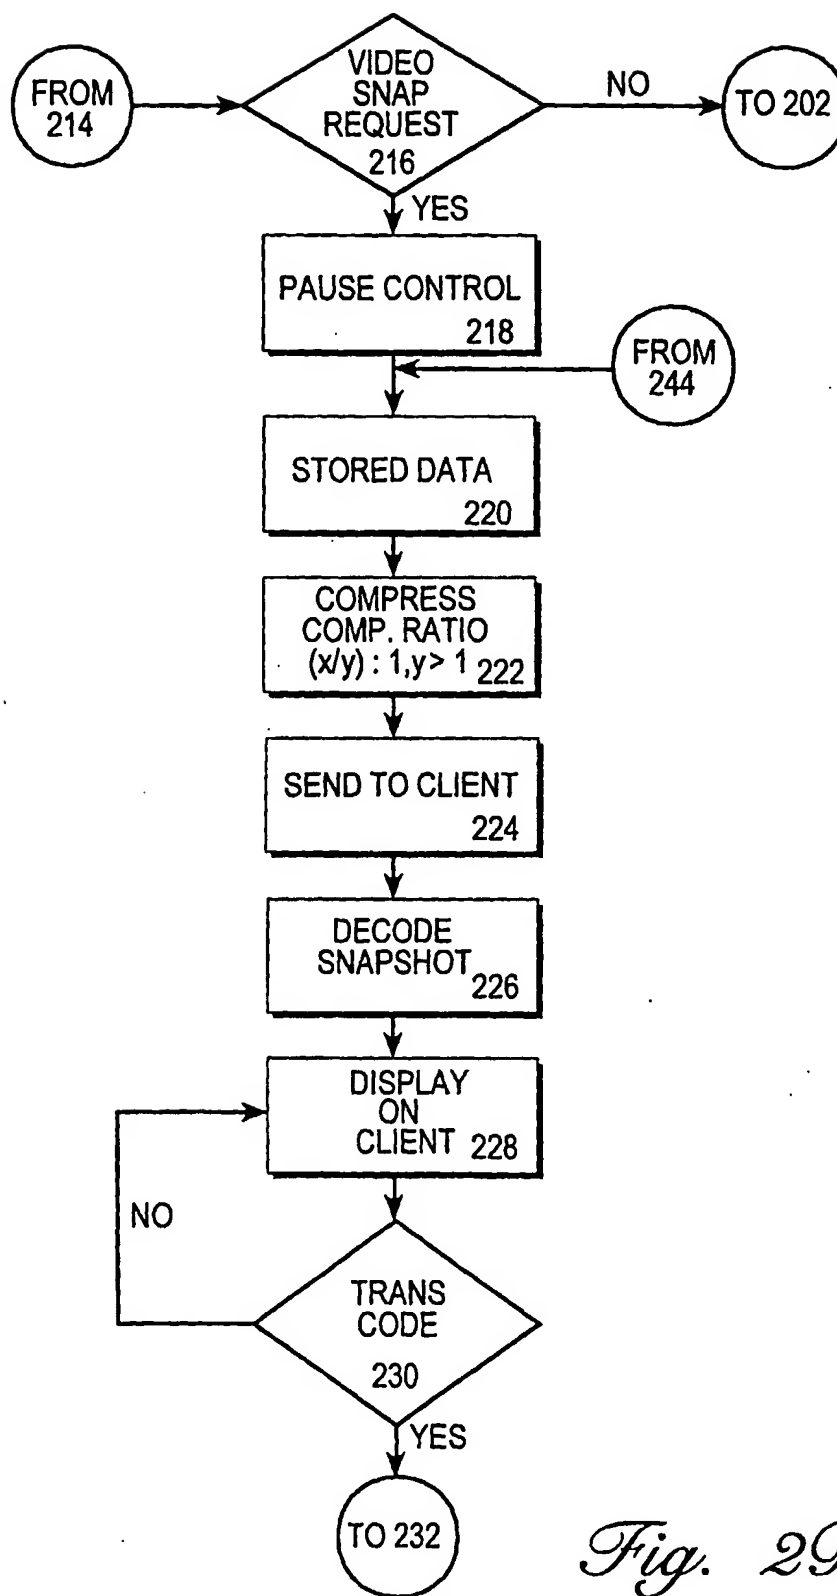 FROM
214
VIDEO
SNAP
REQUEST
216
NO
TO 202
YES
PAUSE CONTROL
218
FROM
244
STORED DATA
220
COMPRESS
COMP. RATIO
(x/y) : 1,y> 1 222
SEND TO CLIENT
224
DECODE
SNAPSHOT
226
DISPLAY
ON
CLIENT 228
NO
TRANS
CODE
230
YES
TO 232
Fig.